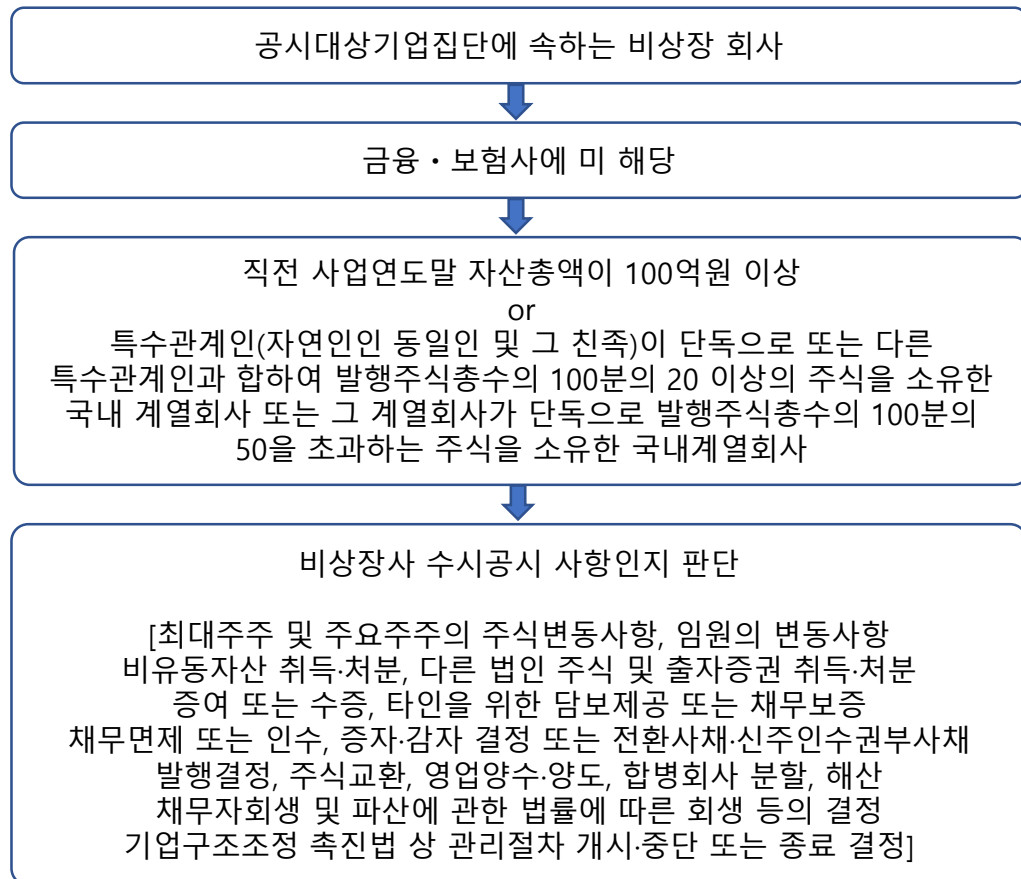 공시대상기업집단에 속하는 비상장 회사
금융·보험사에 미 해당
직전 사업연도말 자산총액이 100억원 이상
or
특수관계인(자연인인 동일인 및 그 친족)이 단독으로 또는 다른
특수관계인과 합하여 발행주식총수의 100분의 20 이상의 주식을 소유한
국내 계열회사 또는 그 계열회사가 단독으로 발행주식총수의 100분의
50을 초과하는 주식을 소유한 국내계열회사
비상장사 수시공시 사항인지 판단
[최대주주 및 주요주주의 주식변동사항, 임원의 변동사항
비유동자산 취득·처분, 다른 법인 주식 및 출자증권 취득·처분
증여 또는 수증, 타인을 위한 담보제공 또는 채무보증
채무면제 또는 인수, 증자·감자 결정 또는 전환사채·신주인수권부사채
발행결정, 주식교환, 영업양수·양도, 합병회사 분할, 해산
채무자회생 및 파산에 관한 법률에 따른 회생 등의 결정
기업구조조정 촉진법 상 관리절차 개시·중단 또는 종료 결정]